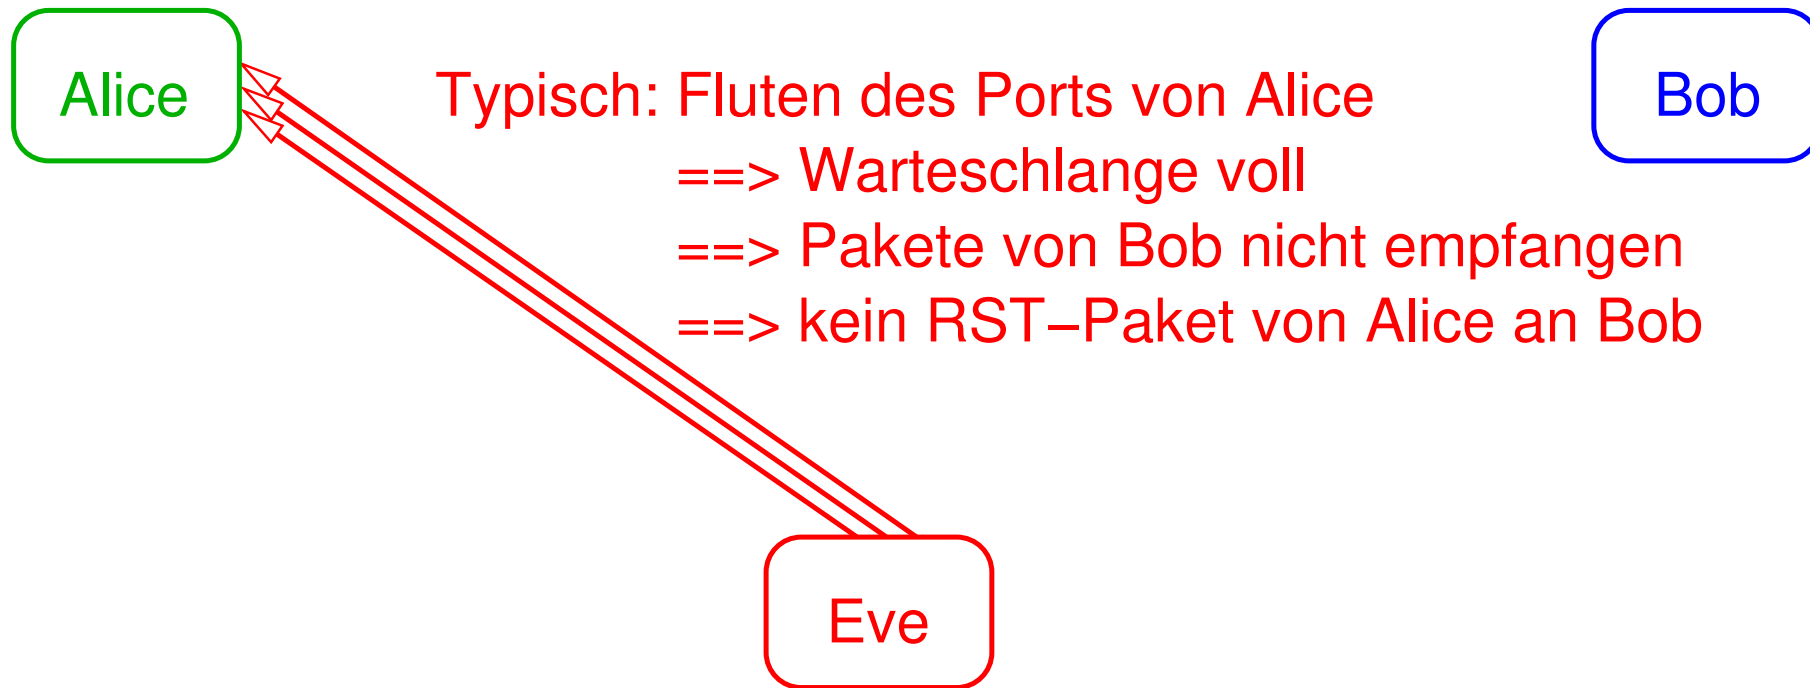 Alice
Typisch: Fluten des Ports von Alice
Bob
==> Warteschlange voll
==> Pakete von Bob nicht empfangen
==> kein RST−Paket von Alice an Bob
Eve